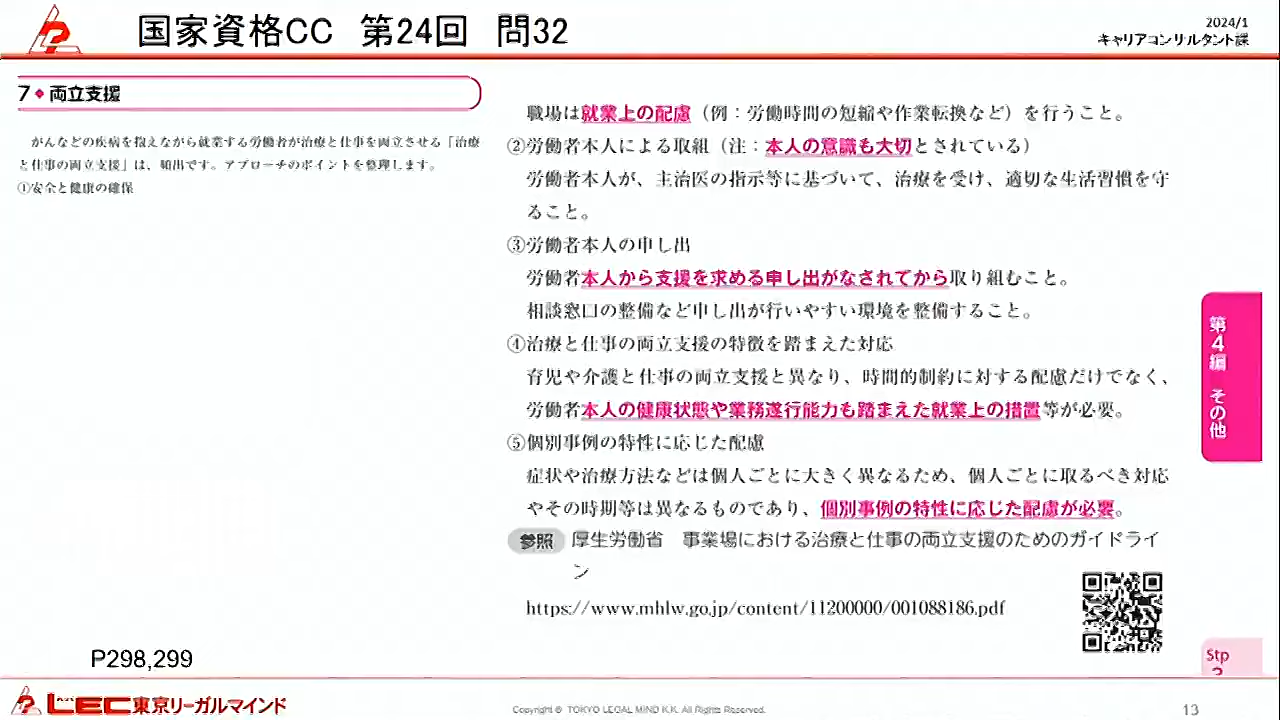 国家資格CC 第24回 問32
2024/1
キャリアコンサルタント課
7◆両立支援
がんなどの疾病を抱えながら就業する労働者が治療と仕事を両立させる「治療
と仕事の両立支援」は、頻出です。アプローチのポイントを整理します。
①安全と健康の確保
職場は就業上の配慮（例：労働時間の短縮や作業転換など）を行うこと。
②労働者本人による取組（注：本人の意識も大切とされている）
労働者本人が、主治医の指示等に基づいて、治療を受け、適切な生活習慣を守
ること。
③労働者本人の申し出
労働者本人から支援を求める申し出がなされてから取り組むこと。
相談窓口の整備など申し出が行いやすい環境を整備すること。
④治療と仕事の両立支援の特徴を踏まえた対応
育児や介護と仕事の両立支援と異なり、時間的制約に対する配慮だけでなく、
労働者本人の健康状態や業務遂行能力も踏まえた就業上の措置等が必要。
⑤個別事例の特性に応じた配慮
症状や治療方法などは個人ごとに大きく異なるため、個人ごとに取るべき対応
やその時期等は異なるものであり、個別事例の特性に応じた配慮が必要。
参照 厚生労働省 事業場における治療と仕事の両立支援のためのガイドライ
ン
https://www.mhlw.go.jp/content/11200000/001088186.pdf
第4編 その他
P298,299
Stp
LEC東京リーガルマインド
Copyright © TOKYO LEGAL MIND K.K. All Rights Reserved.
13